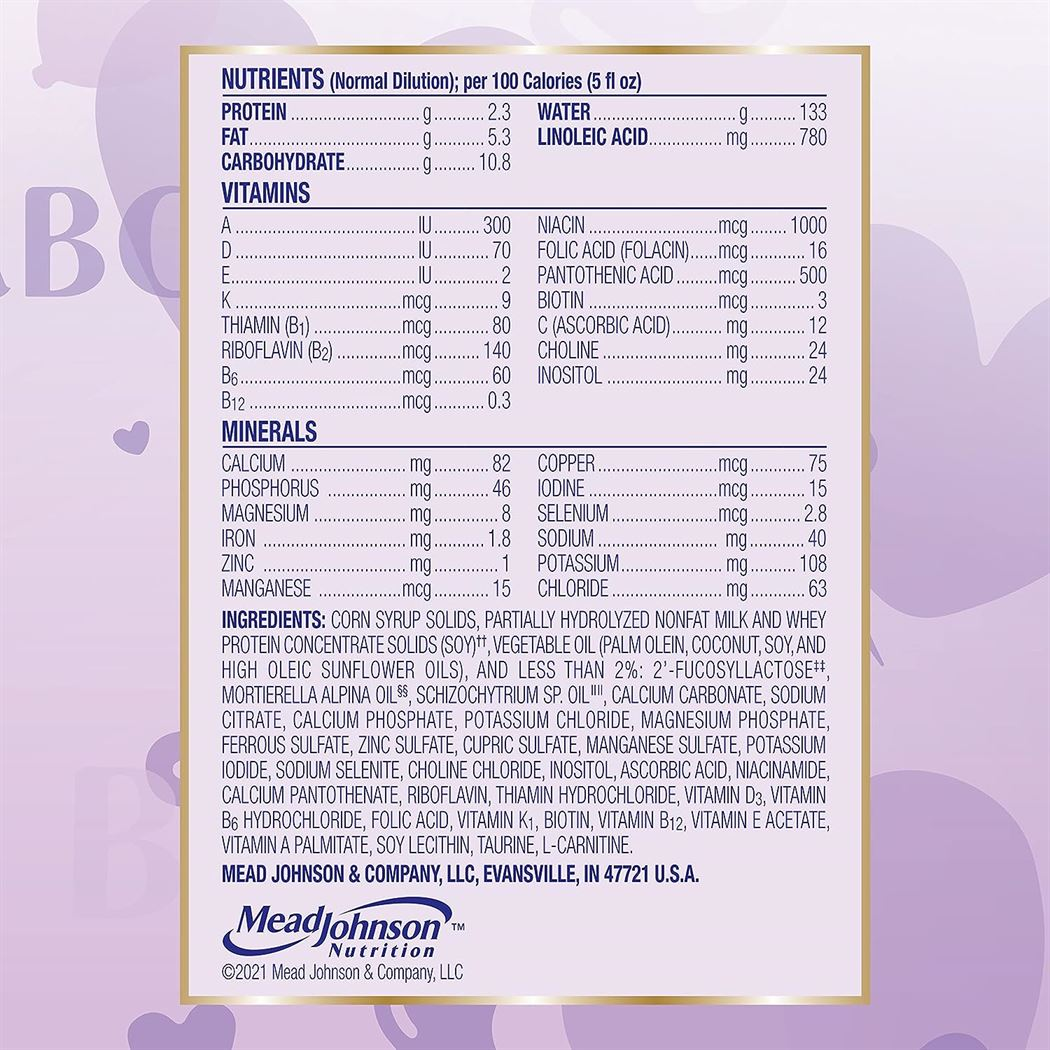 NUTRIENTS (Normal Dilution); per 100 Calories (5 fl oz)
PROTEIN ........ g ........ 2.3 WATER ........ g ........ 133
FAT ........ g ........ 5.3 LINOLEIC ACID ........ mg ........ 780
CARBOHYDRATE ........ g ........ 10.8
VITAMINS
A ........ IU ........ 300 NIACIN ........ mcg ........ 1000
D ........ IU ........ 70 FOLIC ACID (FOLACIN) ........ mcg ........ 16
E ........ IU ........ 2 PANTOTHENIC ACID ........ mcg ........ 500
K ........ mcg ........ 9 BIOTIN ........ mcg ........ 3
THIAMIN (B1) ........ mcg ........ 80 C (ASCORBIC ACID) ........ mg ........ 12
RIBOFLAVIN (B2) ........ mcg ........ 140 CHOLINE ........ mg ........ 24
B6 ........ mcg ........ 60 INOSITOL ........ mg ........ 24
B12 ........ mcg ........ 0.3
MINERALS
CALCIUM ........ mg ........ 82 COPPER ........ mcg ........ 75
PHOSPHORUS ........ mg ........ 46 IODINE ........ mcg ........ 15
MAGNESIUM ........ mg ........ 8 SELENIUM ........ mcg ........ 2.8
IRON ........ mg ........ 1.8 SODIUM ........ mg ........ 40
ZINC ........ mg ........ 1 POTASSIUM ........ mg ........ 108
MANGANESE ........ mcg ........ 15 CHLORIDE ........ mg ........ 63
INGREDIENTS: CORN SYRUP SOLIDS, PARTIALLY HYDROLYZED NONFAT MILK AND WHEY
PROTEIN CONCENTRATE SOLIDS (SOY)††, VEGETABLE OIL (PALM OLEIN, COCONUT, SOY, AND
HIGH OLEIC SUNFLOWER OILS), AND LESS THAN 2%: 2'-FUCOSYLLACTOSE‡‡,
MORTIERELLA ALPINA OIL§§, SCHIZOCHYTRIUM SP. OIL||||, CALCIUM CARBONATE, SODIUM
CITRATE, CALCIUM PHOSPHATE, POTASSIUM CHLORIDE, MAGNESIUM PHOSPHATE,
FERROUS SULFATE, ZINC SULFATE, CUPRIC SULFATE, MANGANESE SULFATE, POTASSIUM
IODIDE, SODIUM SELENITE, CHOLINE CHLORIDE, INOSITOL, ASCORBIC ACID, NIACINAMIDE,
CALCIUM PANTOTHENATE, RIBOFLAVIN, THIAMIN HYDROCHLORIDE, VITAMIN D3, VITAMIN
B6 HYDROCHLORIDE, FOLIC ACID, VITAMIN K1, BIOTIN, VITAMIN B12, VITAMIN E ACETATE,
VITAMIN A PALMITATE, SOY LECITHIN, TAURINE, L-CARNITINE.
MEAD JOHNSON & COMPANY, LLC, EVANSVILLE, IN 47721 U.S.A.
MeadJohnson™
Nutrition
©2021 Mead Johnson & Company, LLC